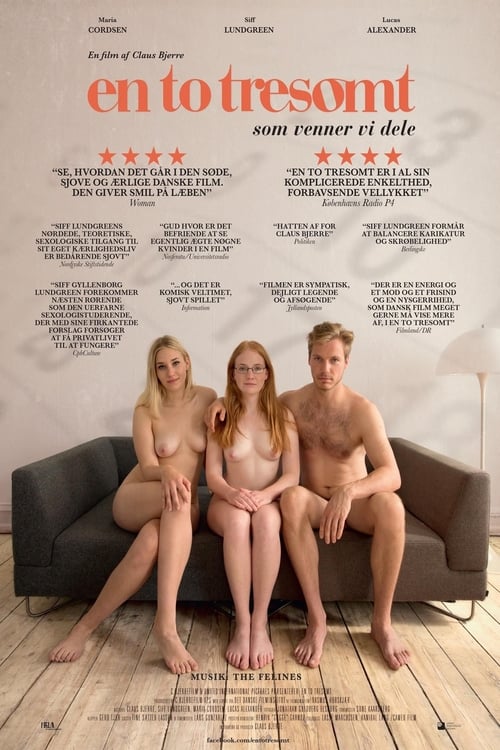 Maria
CORDSEN
Siff
LUNDGREEN
Lucas
ALEXANDER
En film af Claus Bjerre
en to tresomt
som venner vi dele
"SE, HVORDAN DET GÅR I DEN SØDE,
SJOVE OG ÆRLIGE DANSKE FILM.
DEN GIVER SMIL PÅ LÆBEN"
Woman
"EN TO TRESOMT ER I AL SIN
KOMPLICEREDE ENKELTHED,
FORBAVSENDE VELLYKKET"
Københavns Radio P4
"SIFF LUNDGREENS
NØRDEDE, TEORETISKE,
SEXOLOGISKE TILGANG TIL
SIT EGET KÆRLIGHEDSLIV
ER BEDÅRENDE SJOVT"
Nordjyske Stiftstidende
"GUD HVOR ER DET
BEFRIENDE AT SE
EGENTLIG ÆGTE NØGNE
KVINDER I EN FILM"
Nosferatu/Universitetsradio
"HATTEN AF FOR
CLAUS BJERRE"
Politiken
"SIFF LUNDGREEN FORMÅR
AT BALANCERE KARIKATUR
OG SKRØBELIGHED"
Berlingske
"SIFF GYLLENBORG
LUNDGREEN FOREKOMMER
NÆSTEN RØRENDE
SOM DEN UERFARNE
SEXOLOGISTUDERENDE,
DER MED SINE FIRKANTEDE
FORSLAG FORSØGER
AT FÅ PRIVATLIVET
TIL AT FUNGERE"
CphCulture
"... OG DET ER
KOMISK VELTIMET,
SJOVT SPILLET"
Information
"FILMEN ER SYMPATISK,
DEJLIGT LEGENDE
OG AFSØGENDE"
Jyllandsposten
"DER ER EN ENERGI OG
ET MOD OG ET FRISIND
OG EN NYSGERRIGHED,
SOM DANSK FILM MEGET
GERNE MÅ VISE MERE
AF, I EN TO TRESOMT"
Filmland/DR
MUSIK: THE FELINES
facebook.com/entotresomt